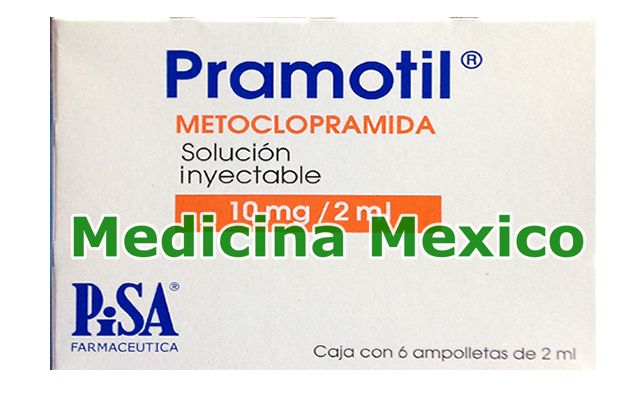 Pramotil®
METOCLOPRAMIDA
Solución
inyectable
10 mg / 2 ml
Medicina Mexico
PiSA®
FARMACEUTICA
Caja con 6 ampolletas de 2 ml